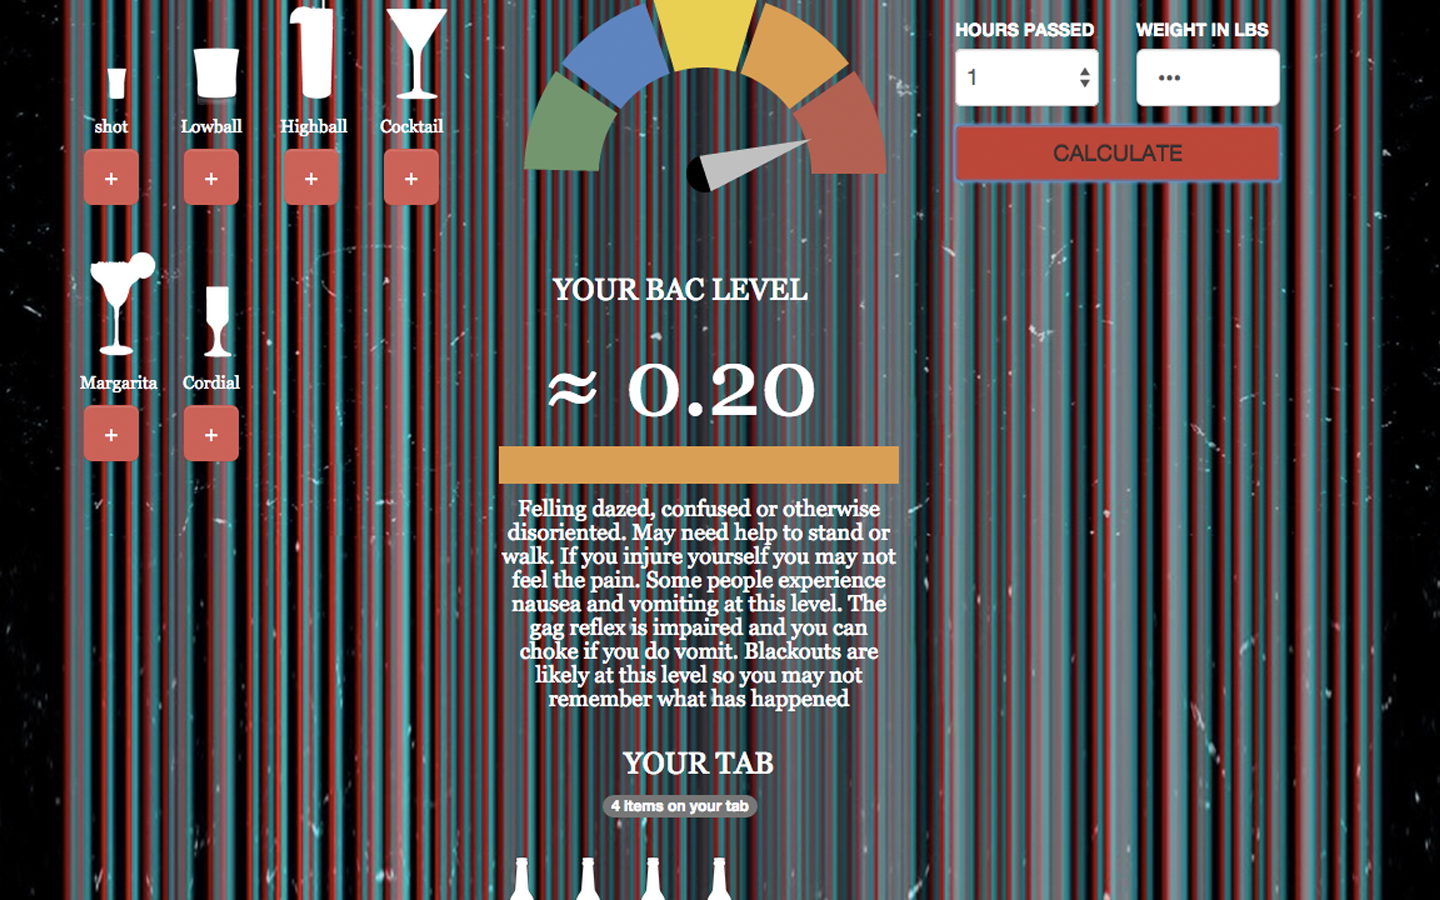 HOURS PASSED WEIGHT IN LBS
1 •••
CALCULATE
shot Lowball Highball Cocktail
+ + + +
Margarita Cordial
+ +
YOUR BAC LEVEL
≈ 0.20
Felling dazed, confused or otherwise
disoriented. May need help to stand or
walk. If you injure yourself you may not
feel the pain. Some people experience
nausea and vomiting at this level. The
gag reflex is impaired and you can
choke if you do vomit. Blackouts are
likely at this level so you may not
remember what has happened
YOUR TAB
4 items on your tab